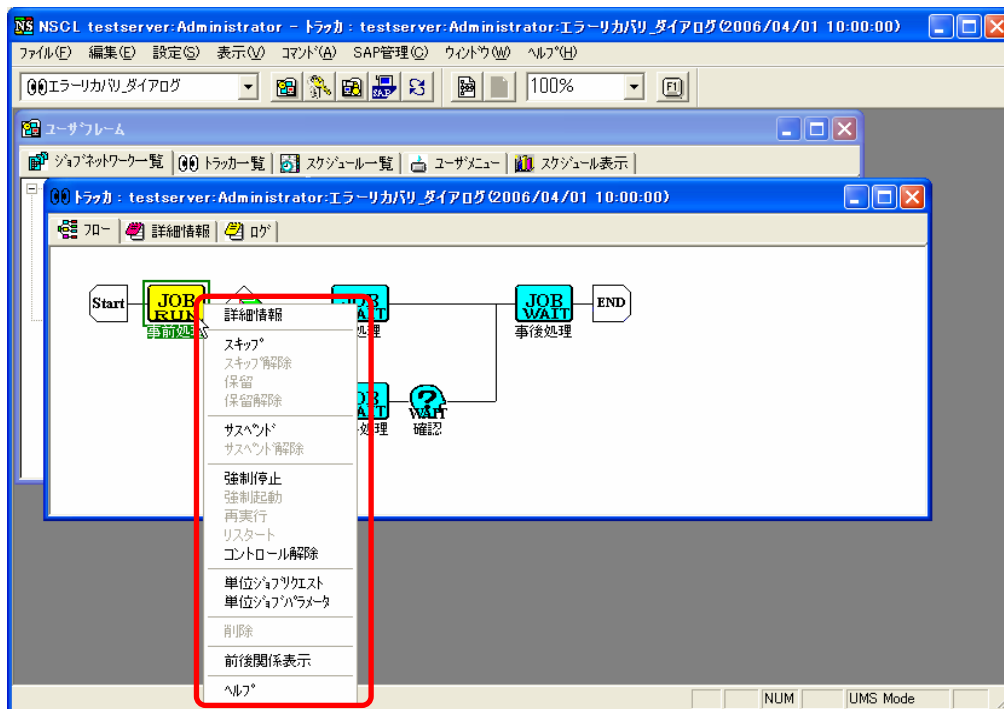 NS NSCL testserver:Administrator - ﾄﾗｯｶ : testserver:Administrator:エラーリカバリ_ダイアログ(2006/04/01 10:00:00)
ﾌｧｲﾙ(F) 編集(E) 設定(S) 表示(V) ｺﾏﾝﾄﾞ(A) SAP管理(C) ｳｨﾝﾄﾞｳ(W) ﾍﾙﾌﾟ(H)
エラーリカバリ_ダイアログ SAP 100% F1
ユーザフレーム
ｼﾞｮﾌﾞﾈｯﾄﾜｰｸ一覧 ﾄﾗｯｶ一覧 ｽｹｼﾞｭｰﾙ一覧 ﾕｰｻﾞﾒﾆｭｰ ｽｹｼﾞｭｰﾙ表示
ﾄﾗｯｶ : testserver:Administrator:エラーリカバリ_ダイアログ(2006/04/01 10:00:00)
ﾌﾛｰ 詳細情報 ﾛｸﾞ
Start JOB RUN JOB WAIT END
事後処理
WAIT
確認
詳細情報
ｽｷｯﾌﾟ
ｽｷｯﾌﾟ解除
保留
保留解除
ｻｽﾍﾟﾝﾄﾞ
ｻｽﾍﾟﾝﾄﾞ解除
強制停止
強制起動
再実行
リスタート
コントロール解除
単位ｼﾞｮﾌﾞﾘｸｴｽﾄ
単位ｼﾞｮﾌﾞﾊﾟﾗﾒｰﾀ
削除
前後関係表示
ﾍﾙﾌﾟ
NUM UMS Mode